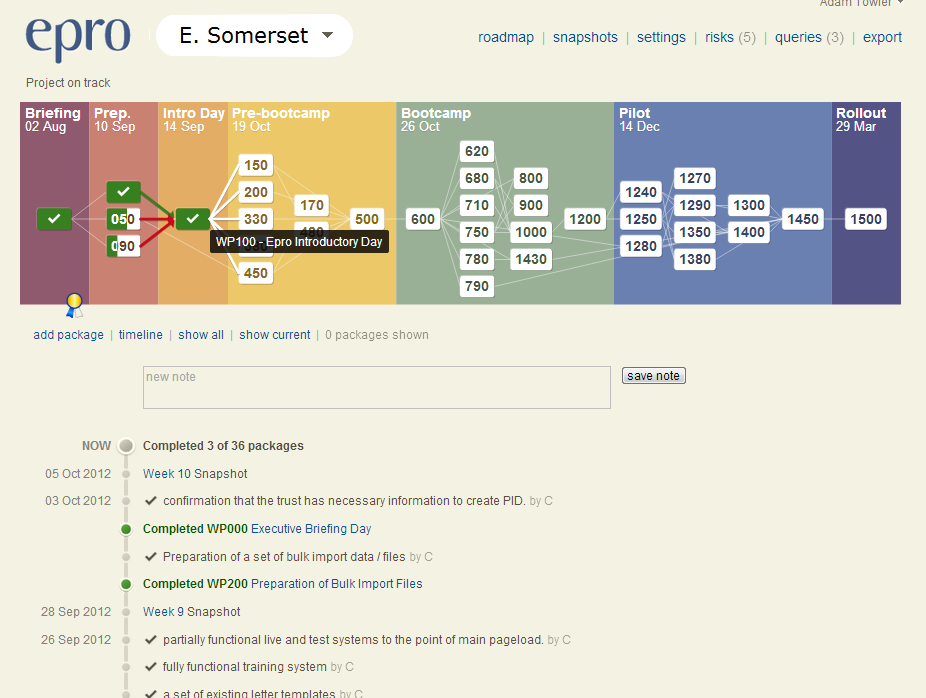 Adam Towler
epro
E. Somerset
roadmap | snapshots | settings | risks (5) | queries (3) | export
Project on track
Briefing Prep. Intro Day Pre-bootcamp Bootcamp Pilot Rollout
02 Aug 10 Sep 14 Sep 19 Oct 26 Oct 14 Dec 29 Mar
620
150 680 800 1270
200 1240
170 710 900 1290 1300
050 330 500 600 1200 1250 1450 1500
480 750 1000 1350 1400
WP100 - Epro Introductory Day
090 1280
780 1430 1380
450
790
add package | timeline | show all | show current | 0 packages shown
new note
save note
NOW Completed 3 of 36 packages
05 Oct 2012 Week 10 Snapshot
03 Oct 2012 confirmation that the trust has necessary information to create PID. by C
Completed WP000 Executive Briefing Day
Preparation of a set of bulk import data / files by C
Completed WP200 Preparation of Bulk Import Files
28 Sep 2012 Week 9 Snapshot
26 Sep 2012 partially functional live and test systems to the point of main pageload. by C
fully functional training system by C
a set of existing letter templates by C